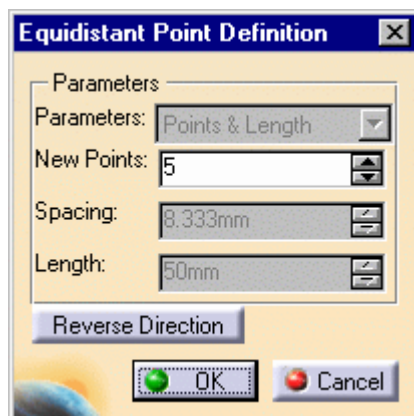 Equidistant Point Definition
Parameters
Parameters: Points & Length
New Points: 5
Spacing: 8.333mm
Length: 50mm
Reverse Direction
OK Cancel